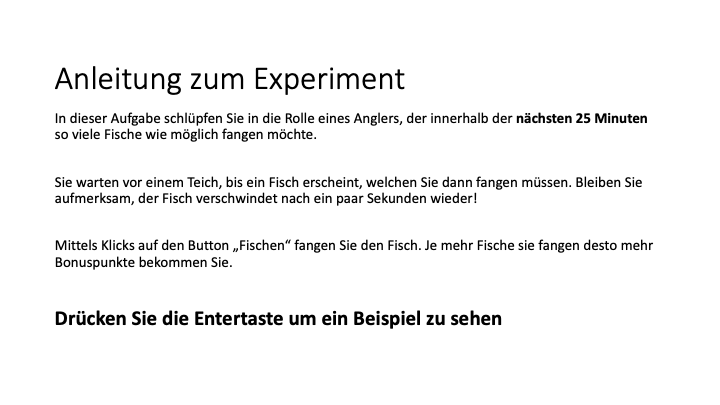 Anleitung zum Experiment
In dieser Aufgabe schlüpfen Sie in die Rolle eines Anglers, der innerhalb der nächsten 25 Minuten
so viele Fische wie möglich fangen möchte.
Sie warten vor einem Teich, bis ein Fisch erscheint, welchen Sie dann fangen müssen. Bleiben Sie
aufmerksam, der Fisch verschwindet nach ein paar Sekunden wieder!
Mittels Klicks auf den Button „Fischen“ fangen Sie den Fisch. Je mehr Fische sie fangen desto mehr
Bonuspunkte bekommen Sie.
Drücken Sie die Entertaste um ein Beispiel zu sehen